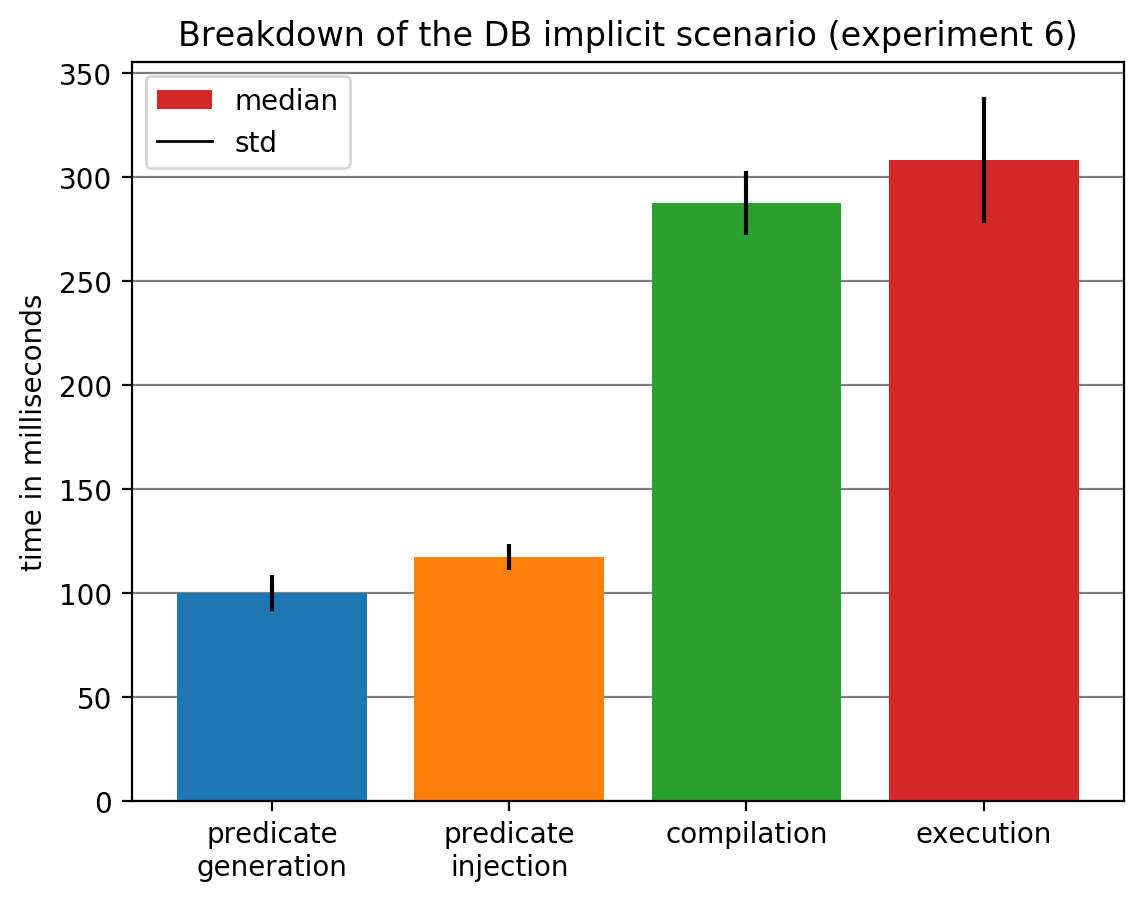 Breakdown of the DB implicit scenario (experiment 6)
median
std
time in milliseconds
350
300
250
200
150
100
50
0
predicate
generation
predicate
injection
compilation
execution